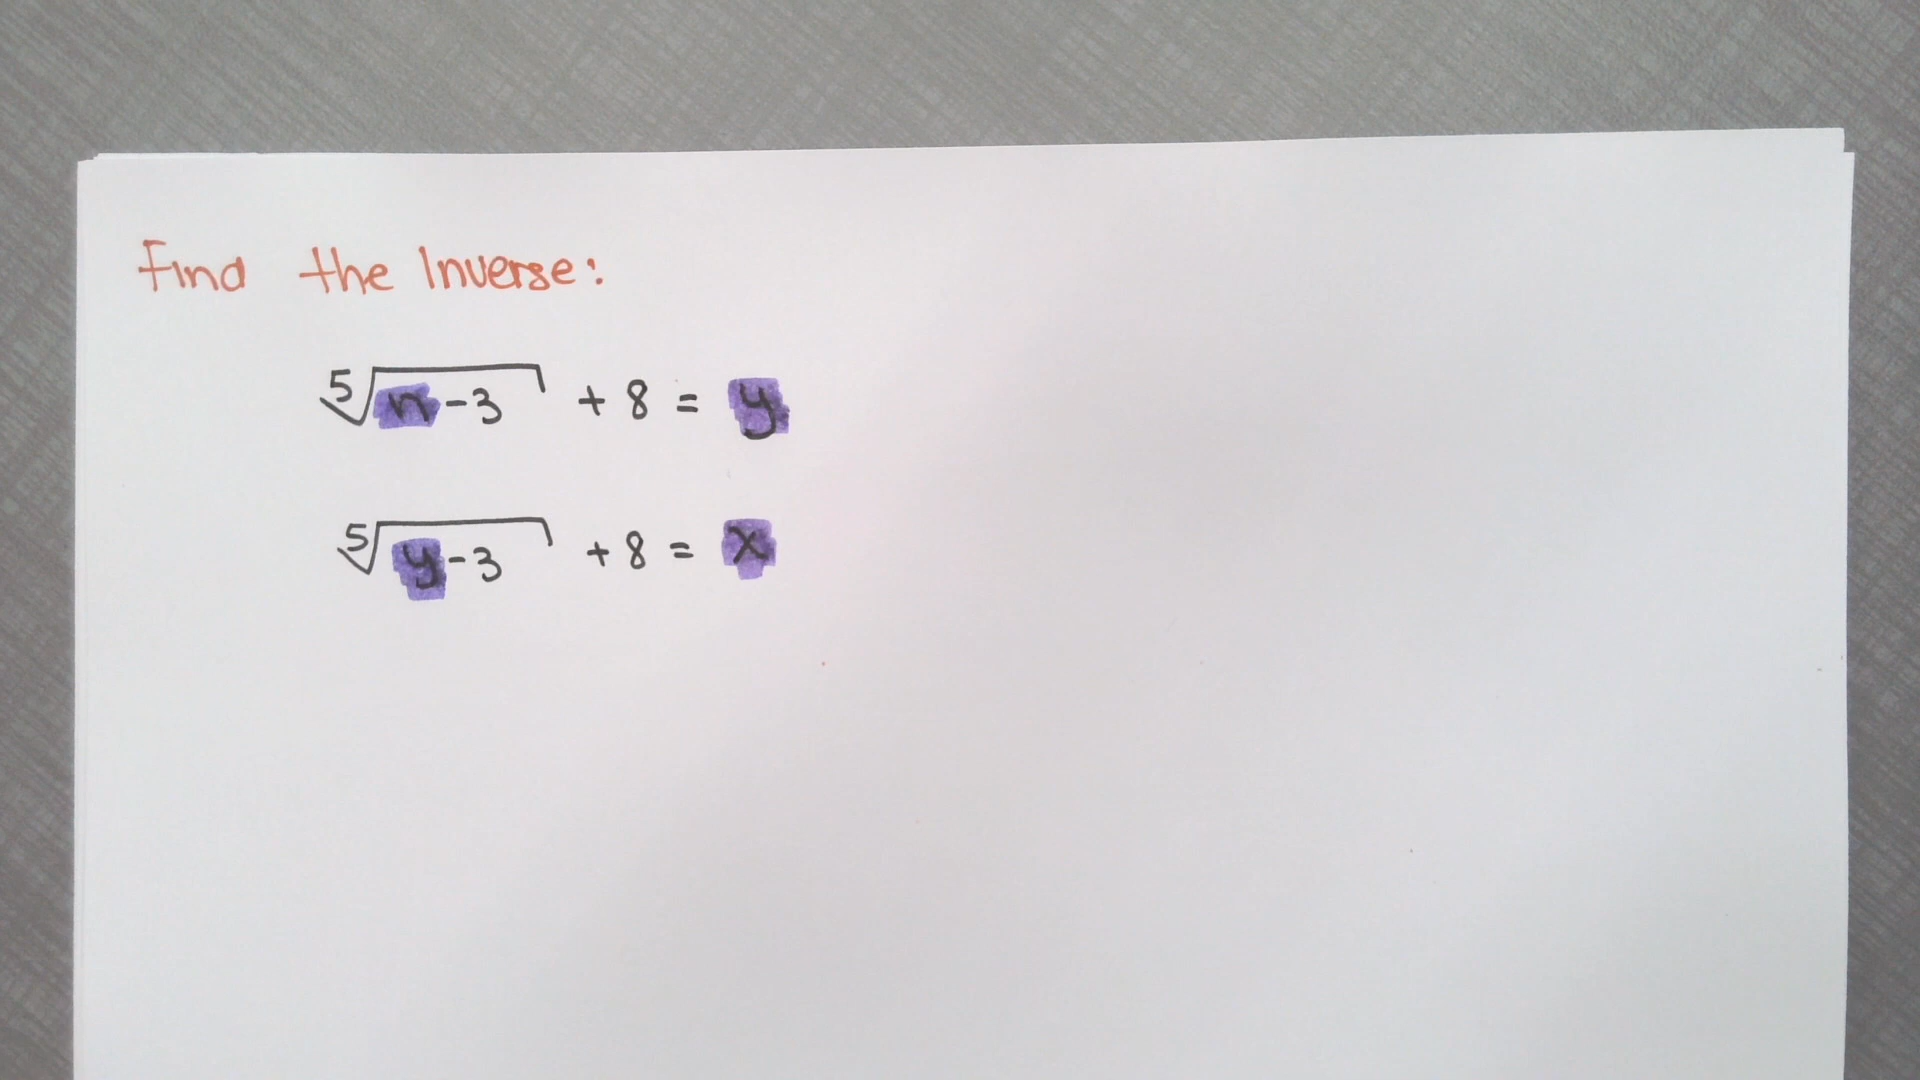 Find the Inverse:
⁵√n-3 + 8 = y
⁵√y-3 + 8 = x